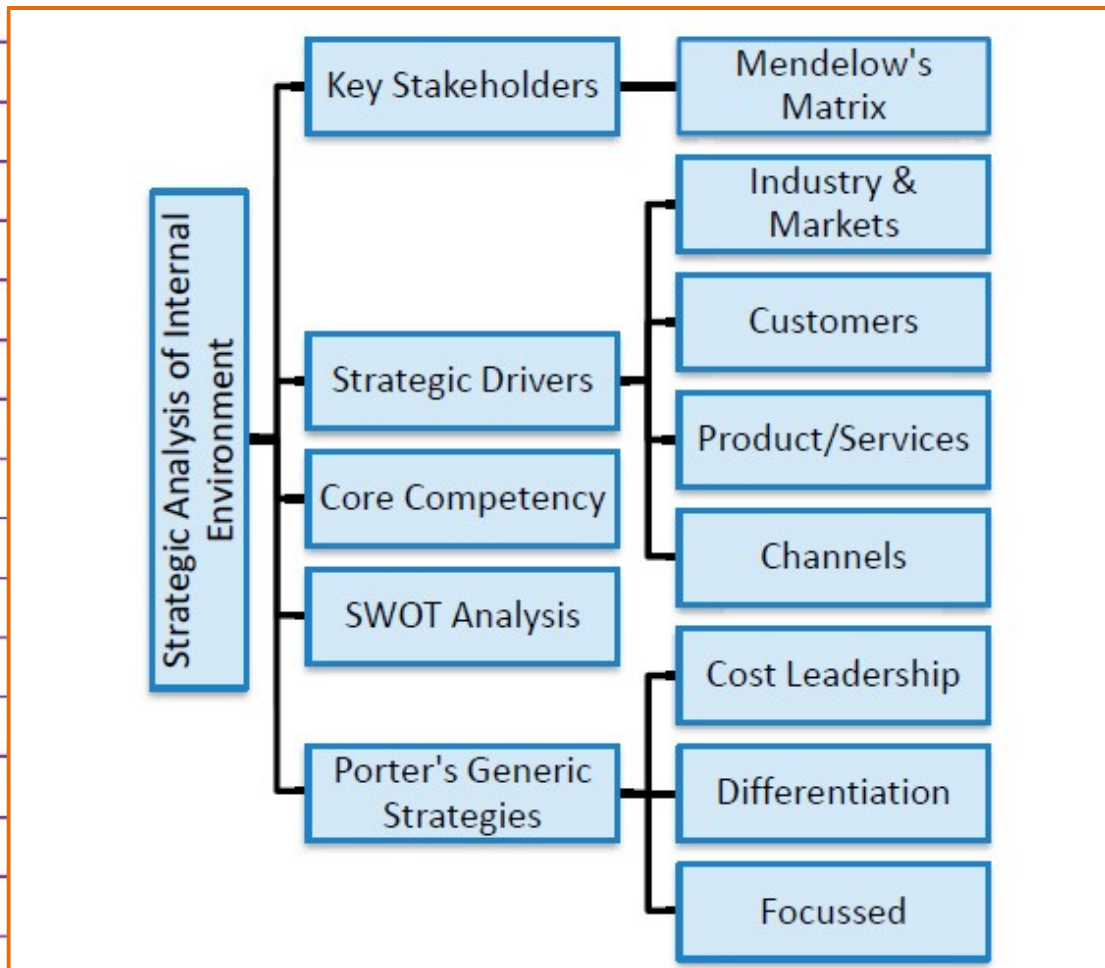 Strategic Analysis of Internal
Environment
Key Stakeholders
Mendelow's
Matrix
Strategic Drivers
Industry &
Markets
Customers
Product/Services
Channels
Core Competency
SWOT Analysis
Porter's Generic
Strategies
Cost Leadership
Differentiation
Focussed